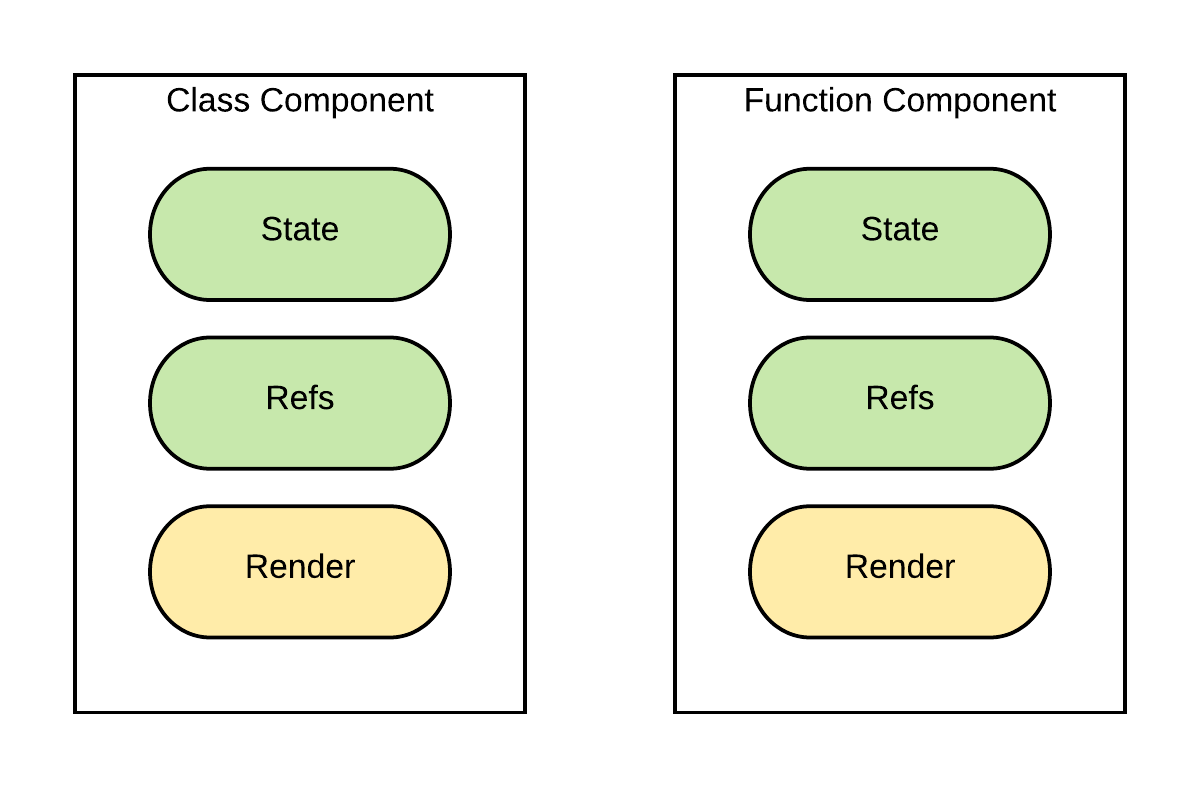 Class Component
State
Refs
Render
Function Component
State
Refs
Render